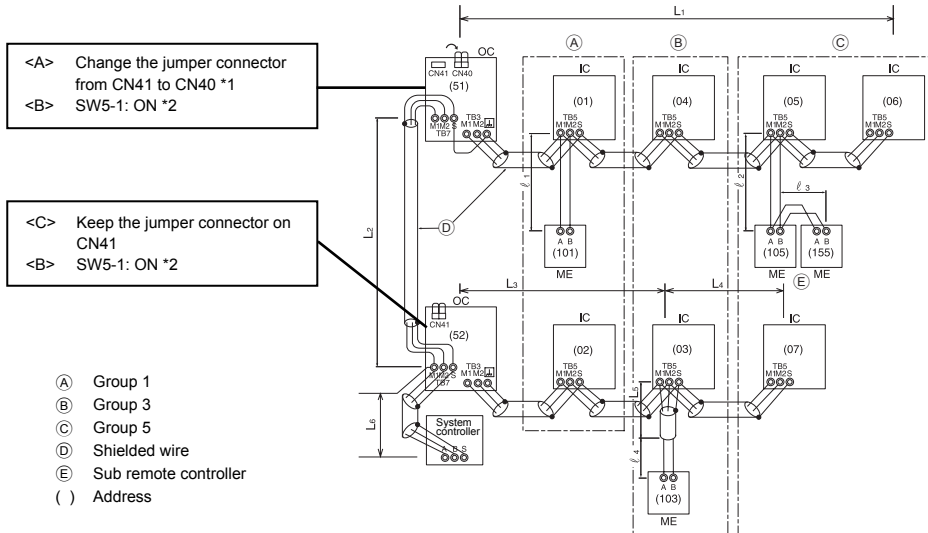 <A> Change the jumper connector
from CN41 to CN40 *1
<B> SW5-1: ON *2
<C> Keep the jumper connector on
CN41
<B> SW5-1: ON *2
Ⓐ Group 1
Ⓑ Group 3
Ⓒ Group 5
Ⓓ Shielded wire
Ⓔ Sub remote controller
( ) Address
L1
Ⓐ
Ⓑ
Ⓒ
OC
CN41 CN40
(51)
TB3
M1M2
M1M2 S
TB7
IC
(01)
TB5
M1M2S
IC
(04)
TB5
M1M2S
IC
(05)
TB5
M1M2S
IC
(06)
TB5
M1M2S
L2
ℓ1
ℓ2
ℓ3
Ⓓ
A B
(101)
ME
A B
(105)
ME
A B
(155)
ME
Ⓔ
L3
L4
OC
CN41
(52)
TB3
M1M2
M1M2 S
TB7
IC
(02)
TB5
M1M2S
IC
(03)
TB5
M1M2S
IC
(07)
TB5
M1M2S
L6
System
controller
A B S
L5
ℓ4
A B
(103)
ME